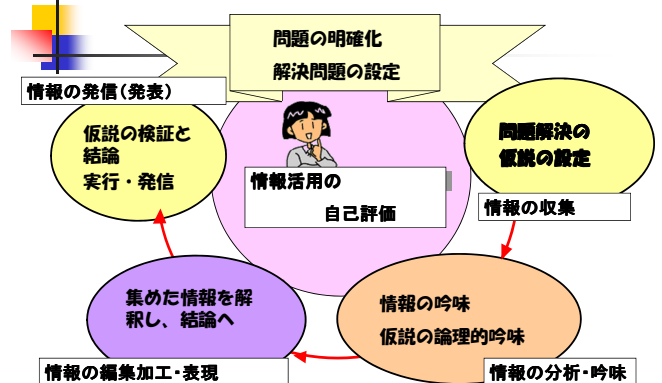 問題の明確化
解決問題の設定
情報の発信（発表）
仮説の検証と
結論
実行・発信
問題解決の
仮説の設定
情報の収集
情報活用の
自己評価
集めた情報を解
釈し、結論へ
情報の編集加工・表現
情報の吟味
仮説の論理的吟味
情報の分析・吟味